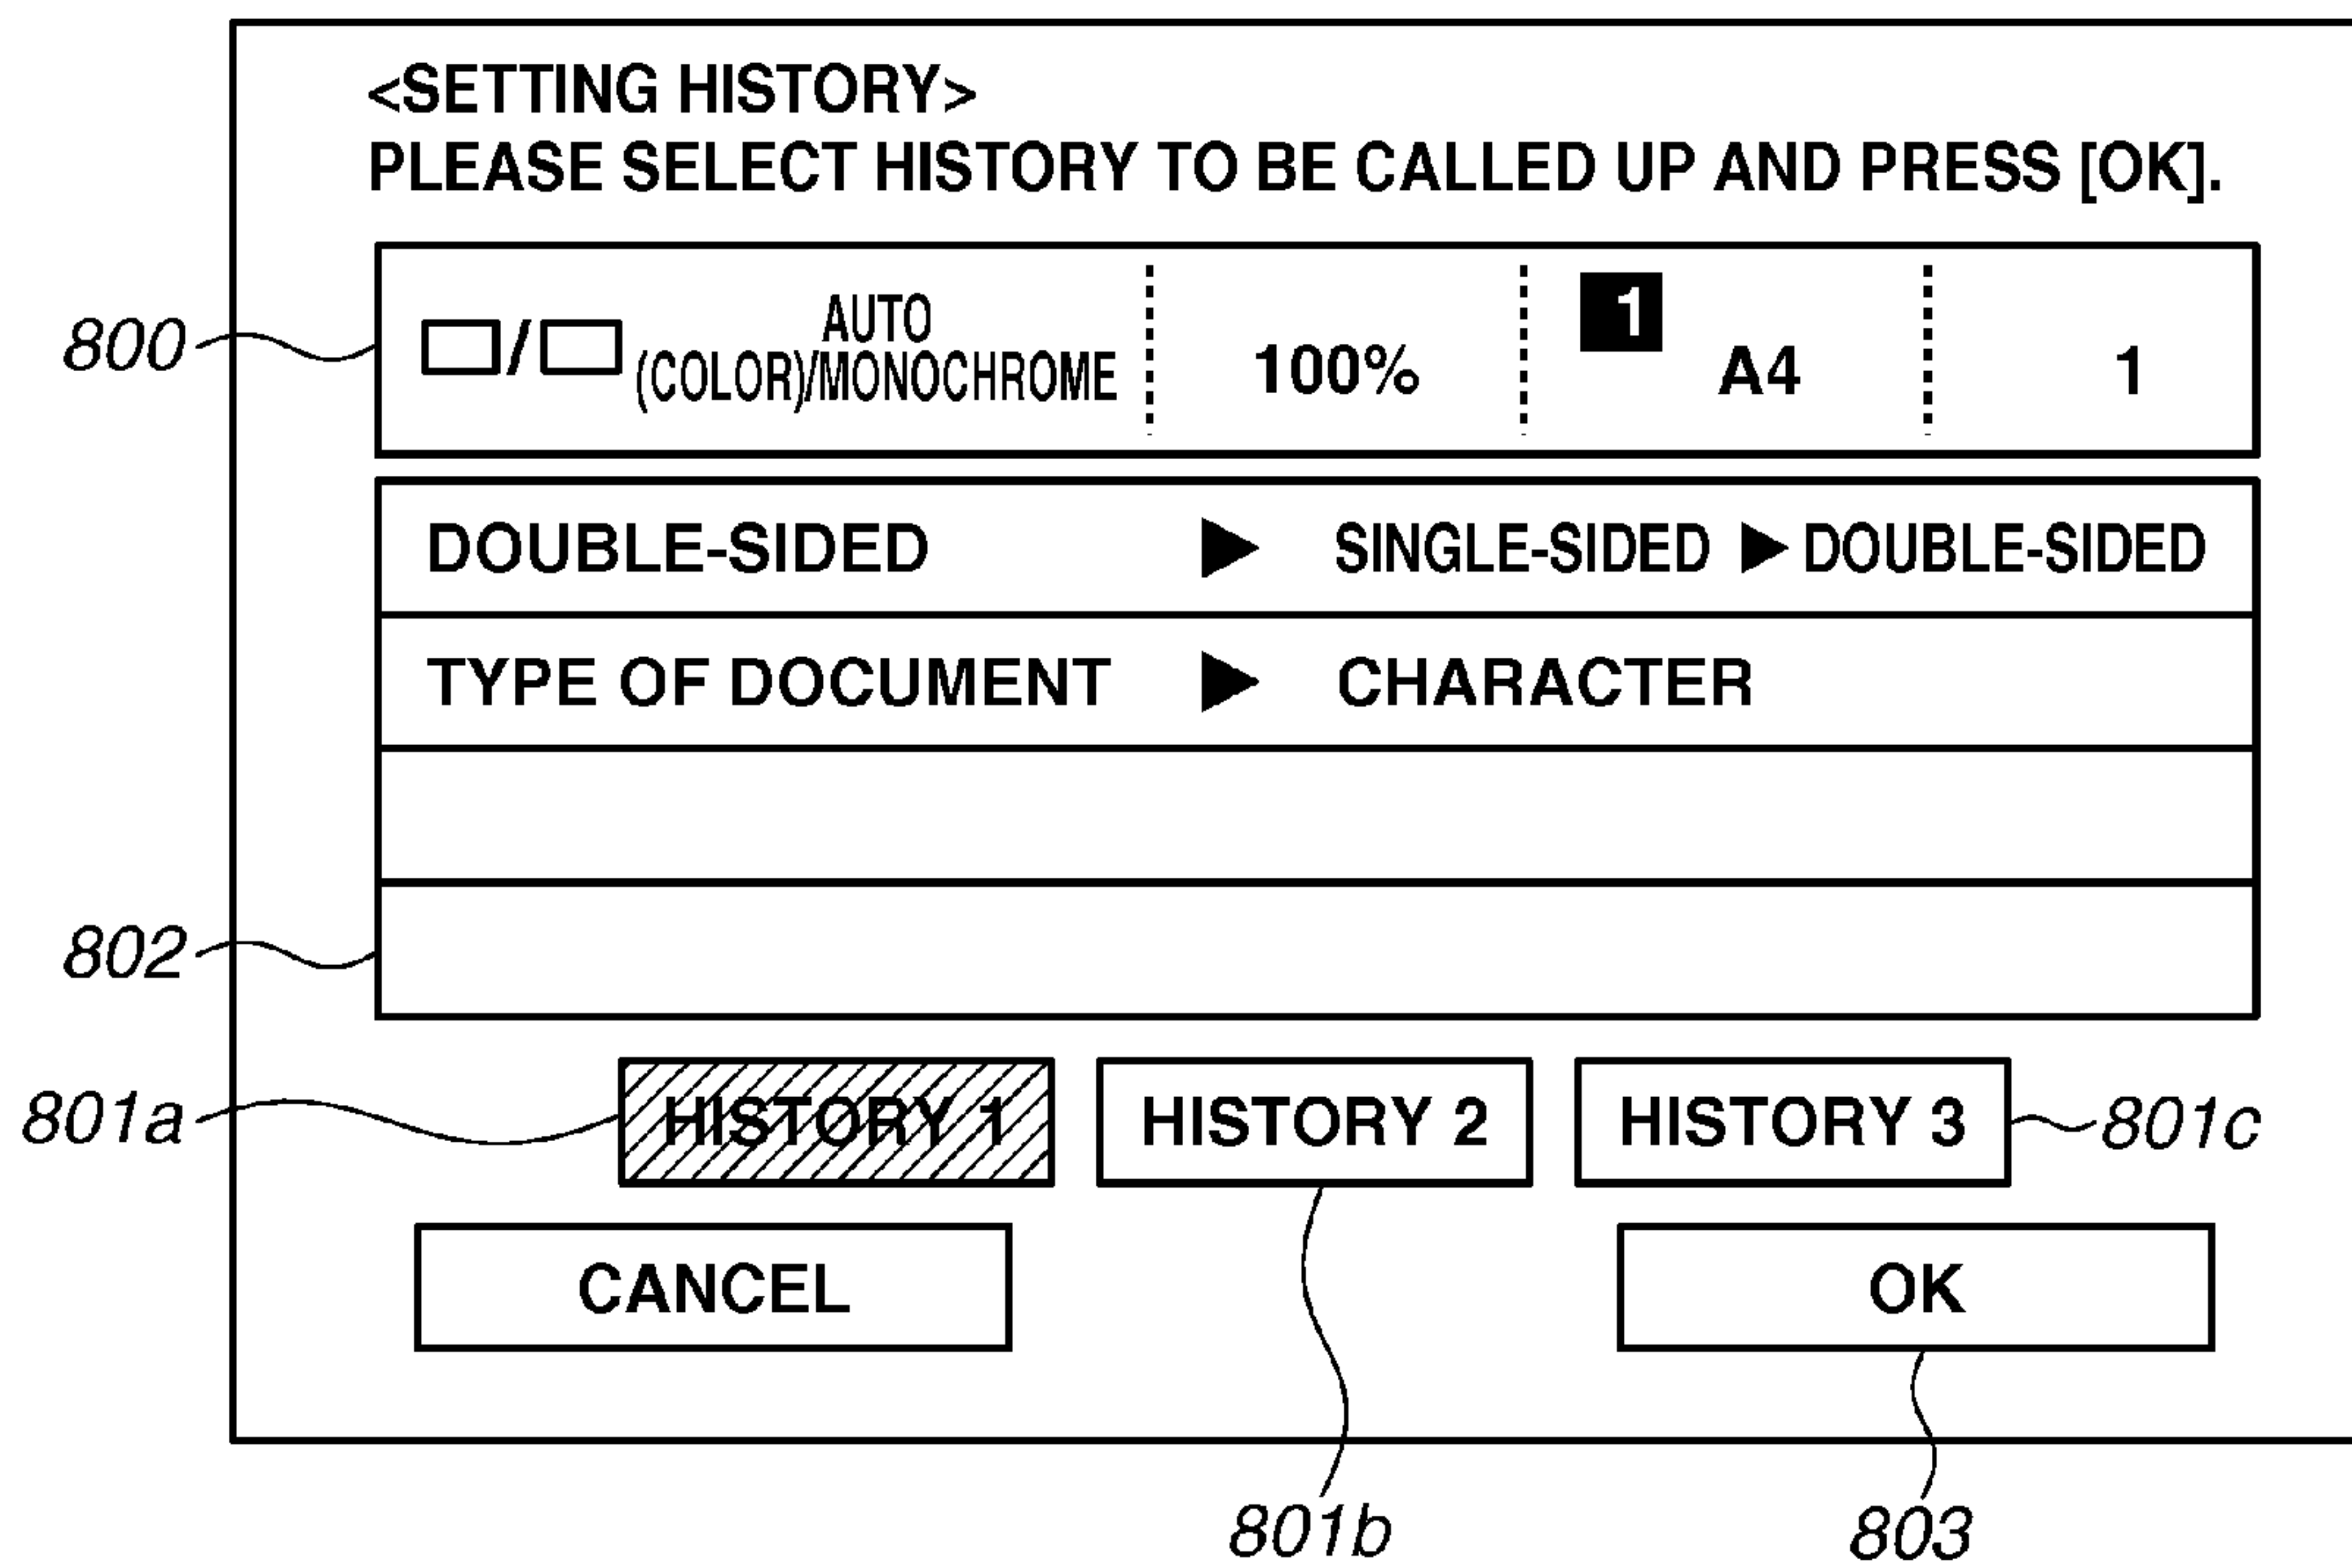 <SETTING HISTORY>
PLEASE SELECT HISTORY TO BE CALLED UP AND PRESS [OK].
800
/ AUTO
(COLOR)/MONOCHROME
100%
1
A4
1
DOUBLE-SIDED ▶ SINGLE-SIDED ▶ DOUBLE-SIDED
TYPE OF DOCUMENT ▶ CHARACTER
802
801a
HISTORY 1
HISTORY 2
HISTORY 3
801c
CANCEL
OK
801b
803